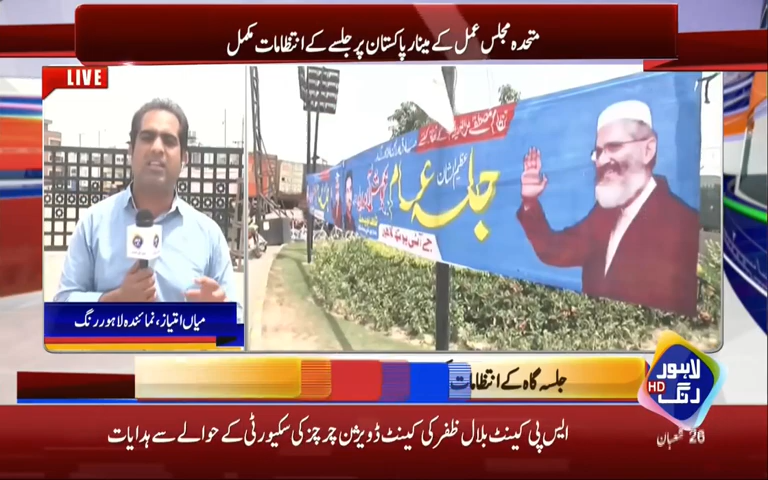 متحدہ مجلس عمل کے مینار پاکستان پر جلسے کے انتظامات مکمل
LIVE
عظیم الشان
جلسہ عام
میاں امتیاز، نمائندہ لاہور رنگ
جلسہ گاہ کے انتظامات
لاہور
رنگ
HD
ایس پی کینٹ بلال ظفر کی کینٹ ڈویژن چرچز کی سکیورٹی کے حوالے سے ہدایات
26 شعبان